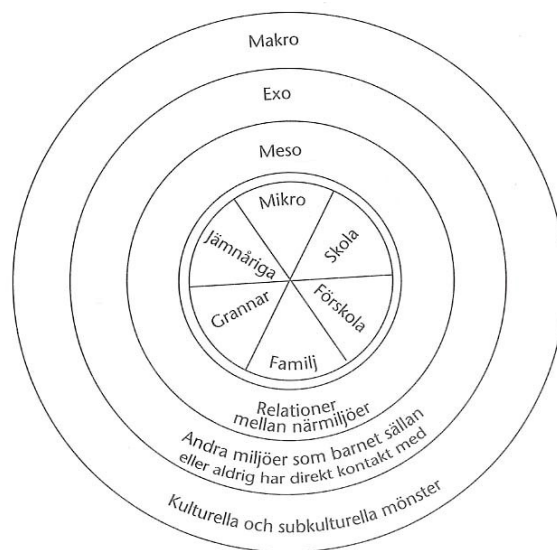 Makro
Exo
Meso
Mikro
Jämnåriga
Skola
Grannar
Förskola
Familj
Relationer
mellan närmiljöer
Andra miljöer som barnet sällan
eller aldrig har direkt kontakt med
Kulturella och subkulturella mönster